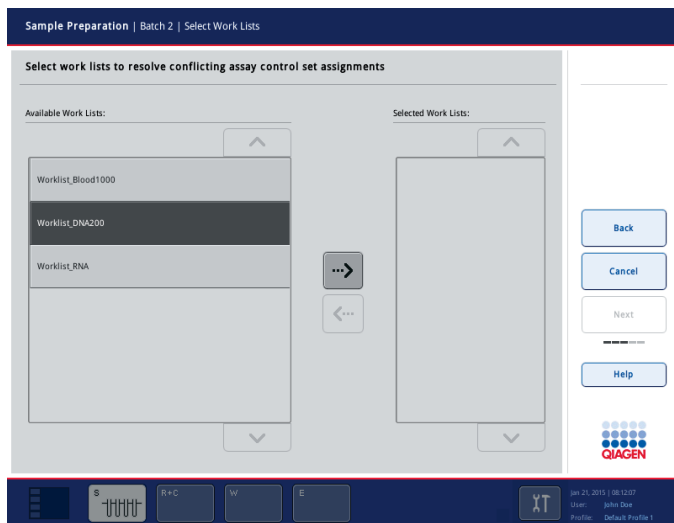 Sample Preparation | Batch 2 | Select Work Lists
Select work lists to resolve conflicting assay control set assignments
Available Work Lists:
Selected Work Lists:
Worklist_Blood1000
Worklist_DNA200
Worklist_RNA
Back
Cancel
Next
Help
QIAGEN
S
R+C
W
E
Jan 21, 2015 | 08:12:07
User: John Doe
Profile: Default Profile 1